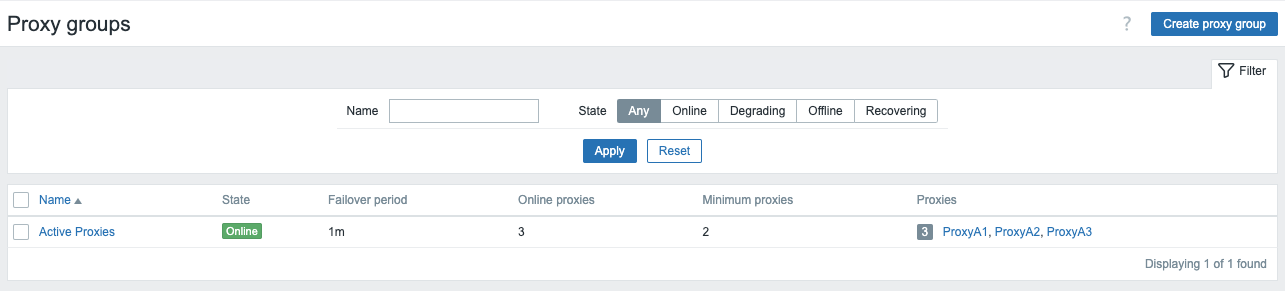 Proxy groups ? Create proxy group
Filter
Name State Any Online Degrading Offline Recovering
Apply Reset
Name State Failover period Online proxies Minimum proxies Proxies
Active Proxies Online 1m 3 2 3 ProxyA1, ProxyA2, ProxyA3
Displaying 1 of 1 found